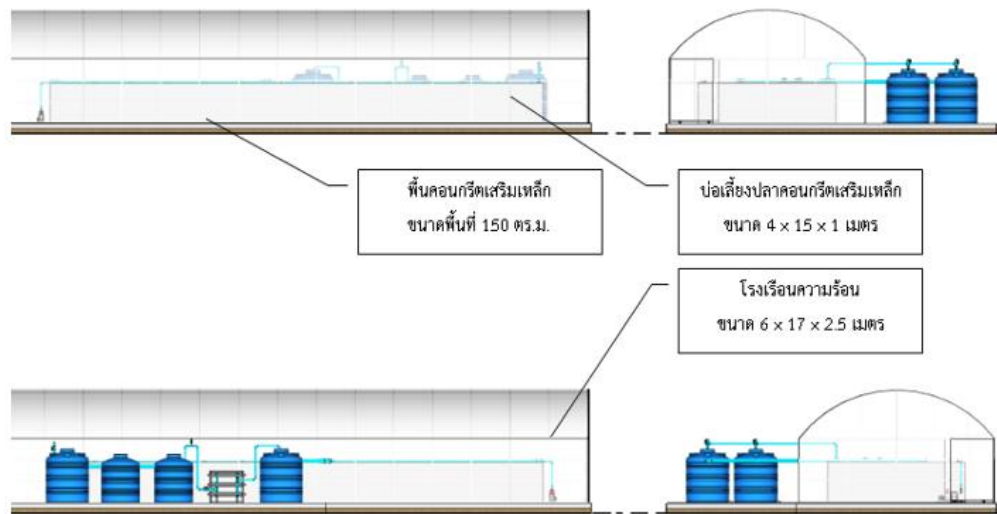 พื้นคอนกรีตเสริมเหล็ก
ขนาดพื้นที่ 150 ตร.ม.
บ่อเลี้ยงปลาคอนกรีตเสริมเหล็ก
ขนาด 4 x 15 x 1 เมตร
โรงเรือนความร้อน
ขนาด 6 x 17 x 2.5 เมตร